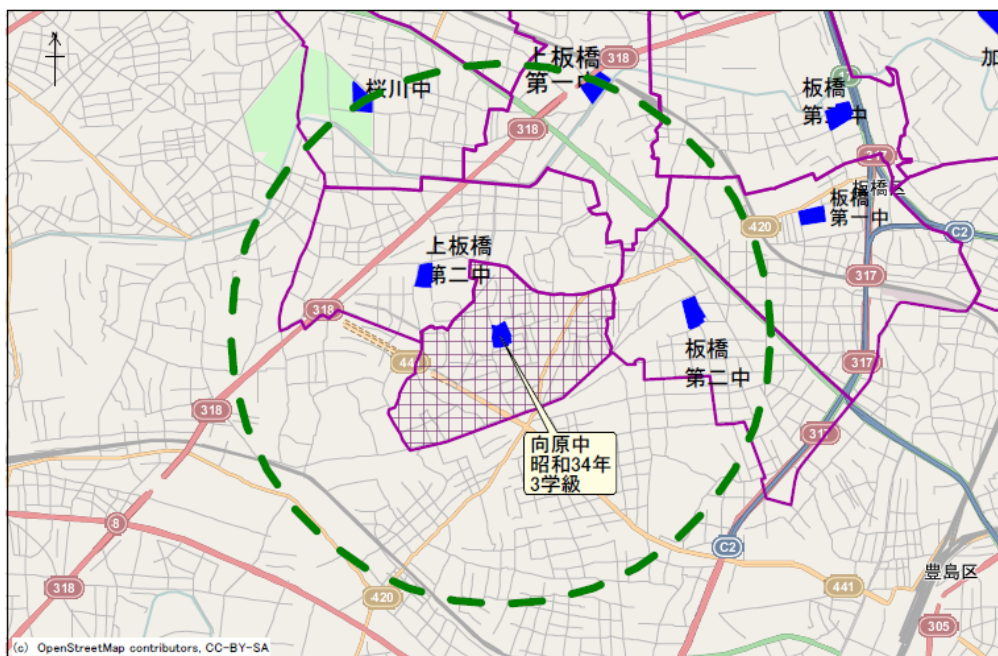 上板橋
第一中
318
桜川中
加
板橋
第三中
17
318
317
板橋区
板橋
第一中
420
C2
上板橋
第二中
317
318
板橋
第二中
317
318
向原中
昭和34年
3学級
317
C2
8
豊島区
318
420
441
305
(c) OpenStreetMap contributors, CC-BY-SA